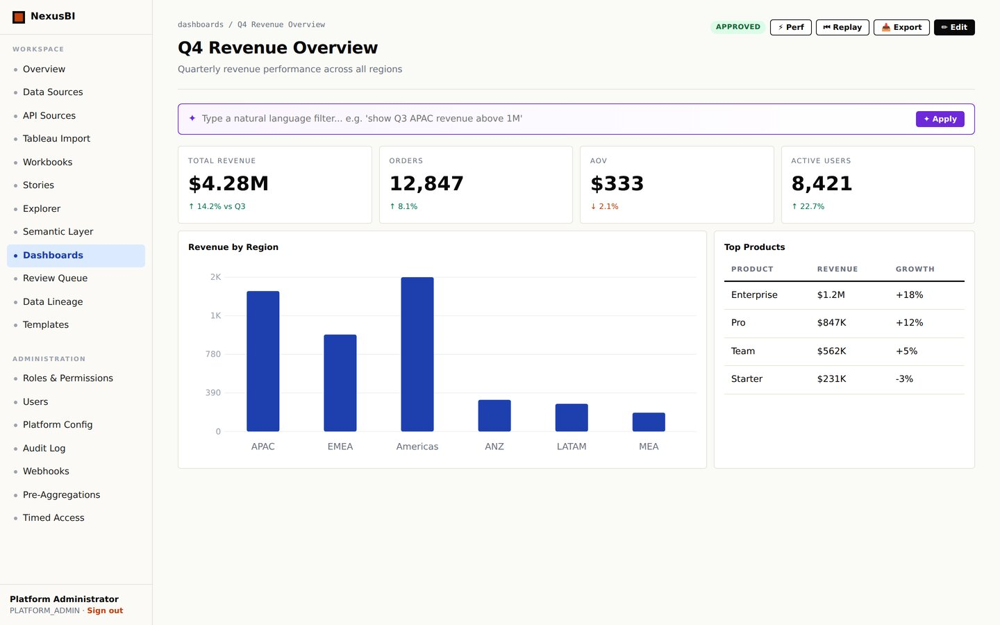 NexusBI
WORKSPACE
Overview
Data Sources
API Sources
Tableau Import
Workbooks
Stories
Explorer
Semantic Layer
Dashboards
Review Queue
Data Lineage
Templates
ADMINISTRATION
Roles & Permissions
Users
Platform Config
Audit Log
Webhooks
Pre-Aggregations
Timed Access
Platform Administrator
PLATFORM_ADMIN · Sign out
dashboards / Q4 Revenue Overview
Q4 Revenue Overview
Quarterly revenue performance across all regions
APPROVED
⚡ Perf
⏮ Replay
📥 Export
✏ Edit
✦ Type a natural language filter... e.g. 'show Q3 APAC revenue above 1M'
✦ Apply
TOTAL REVENUE
$4.28M
↑ 14.2% vs Q3
ORDERS
12,847
↑ 8.1%
AOV
$333
↓ 2.1%
ACTIVE USERS
8,421
↑ 22.7%
Revenue by Region
2K
1K
780
390
0
APAC EMEA Americas ANZ LATAM MEA
Top Products
PRODUCT REVENUE GROWTH
Enterprise $1.2M +18%
Pro $847K +12%
Team $562K +5%
Starter $231K -3%